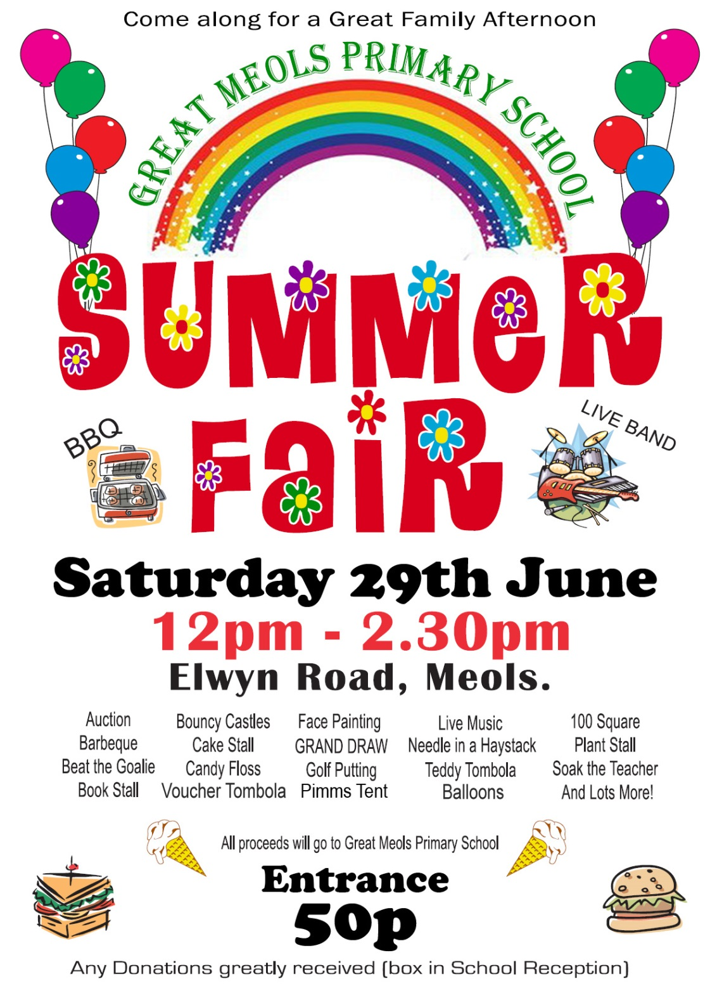 Come along for a Great Family Afternoon
GREAT MEOLS PRIMARY SCHOOL
SUMMeR
FaiR
BBQ
LIVE BAND
Saturday 29th June
12pm - 2.30pm
Elwyn Road, Meols.
Auction
Barbeque
Beat the Goalie
Book Stall
Bouncy Castles
Cake Stall
Candy Floss
Voucher Tombola
Face Painting
GRAND DRAW
Golf Putting
Pimms Tent
Live Music
Needle in a Haystack
Teddy Tombola
Balloons
100 Square
Plant Stall
Soak the Teacher
And Lots More!
All proceeds will go to Great Meols Primary School
Entrance
50p
Any Donations greatly received (box in School Reception)